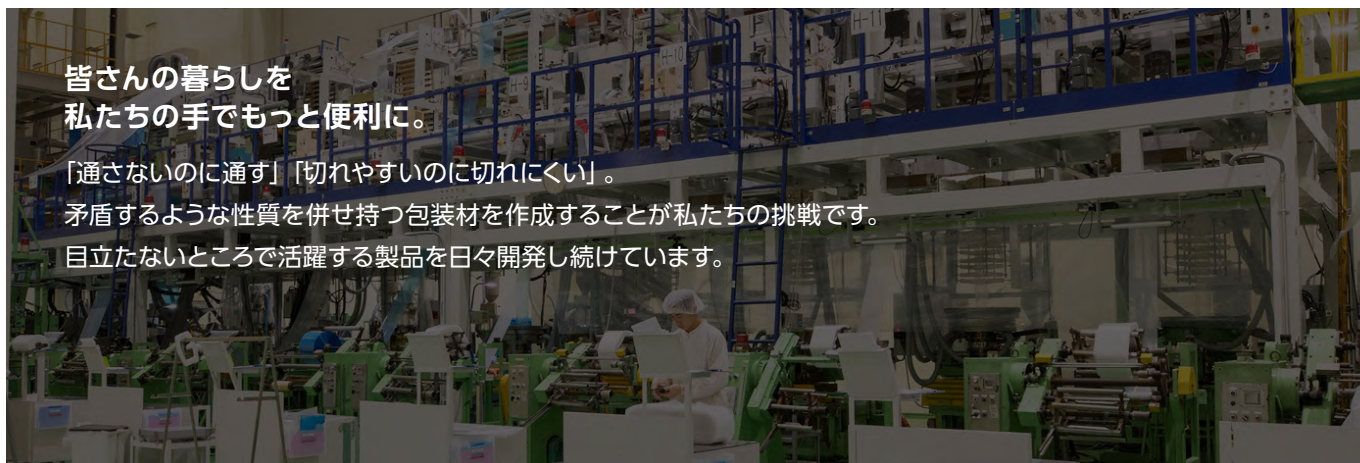 皆さんの暮らしを
私たちの手でもっと便利に。
「通さないのに通す」「切れやすいのに切れにくい」。
矛盾するような性質を併せ持つ包装材を作成することが私たちの挑戦です。
目立たないところで活躍する製品を日々開発し続けています。
H-9
H-10
H-11